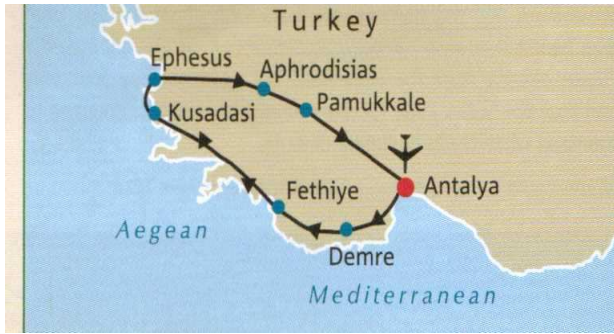 Turkey
Ephesus
Aphrodisias
Kusadasi
Pamukkale
Fethiye
Antalya
Aegean
Demre
Mediterranean